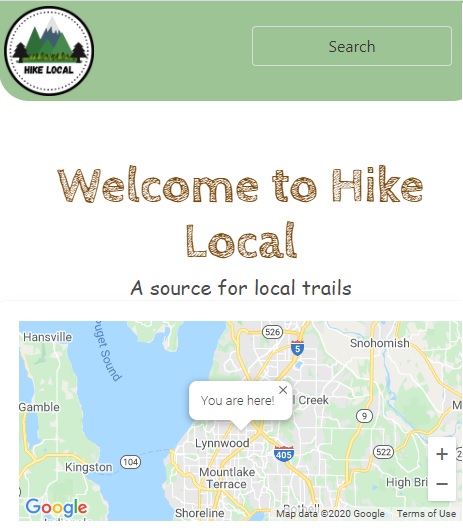 HIKE LOCAL
Search
Welcome to Hike
Local
A source for local trails
Hansville
Puget Sound
526
5
Snohomish
You are here!
×
l Creek
Gamble
9
Lynnwood
405
522
104
Kingston
Mountlake
Terrace
High Bri
+
−
Google
Shoreline
Map data ©2020 Google
Terms of Use